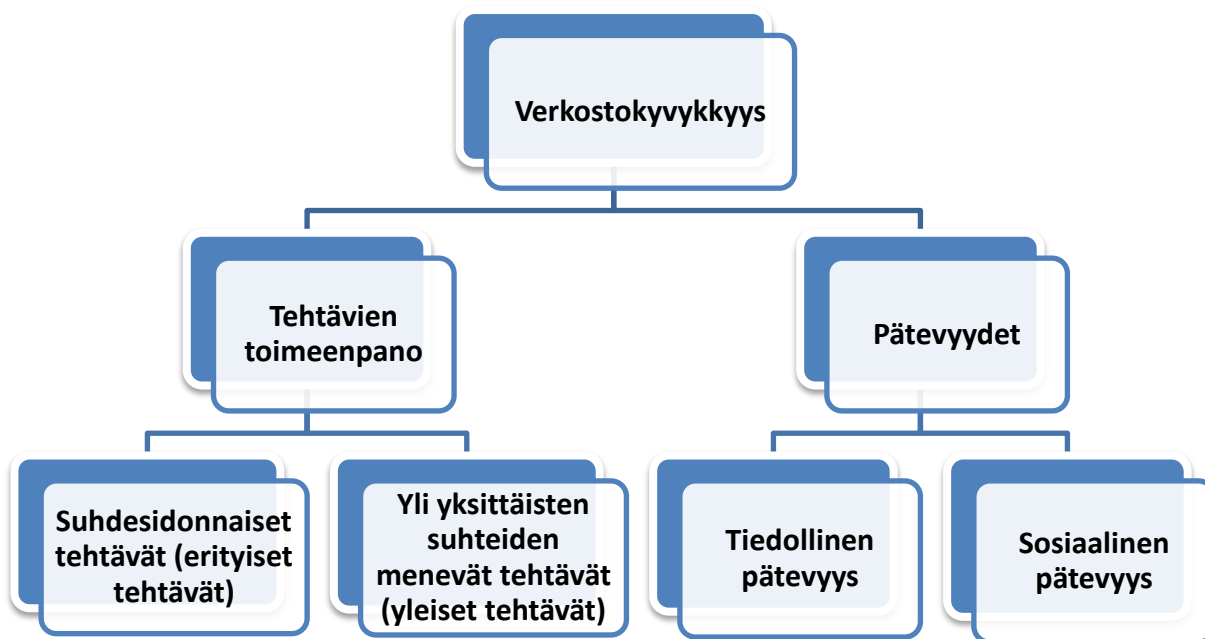 Verkostokyvykkyys
Tehtävien
toimeenpano
Pätevyydet
Suhdesidonnaiset
tehtävät (erityiset
tehtävät)
Yli yksittäisten
suhteiden
menevät tehtävät
(yleiset tehtävät)
Tiedollinen
pätevyys
Sosiaalinen
pätevyys